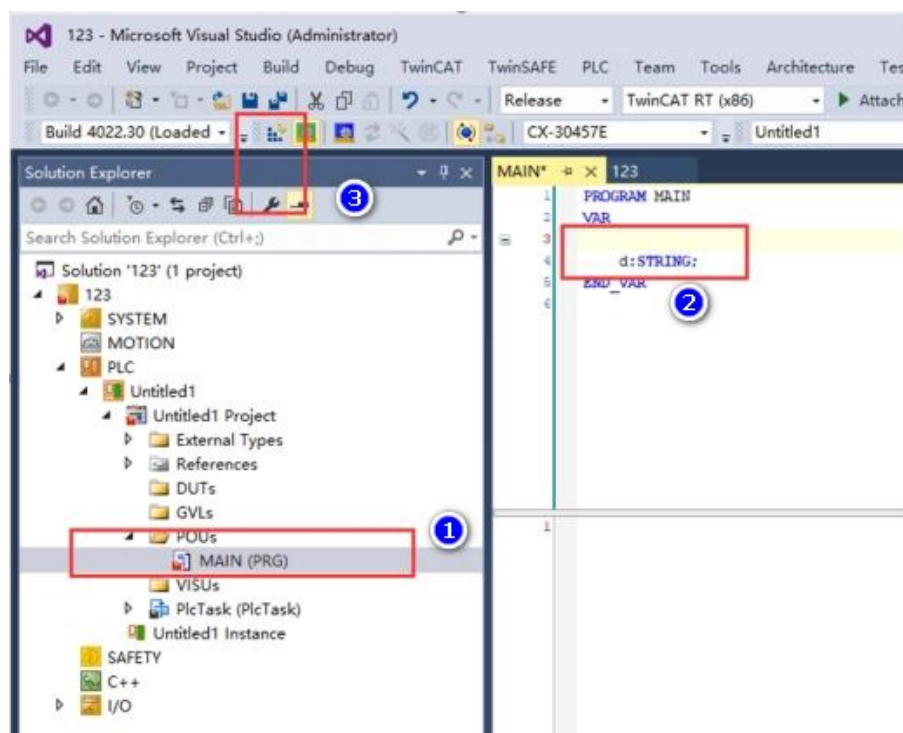 123 - Microsoft Visual Studio (Administrator)
File Edit View Project Build Debug TwinCAT TwinSAFE PLC Team Tools Architecture Tes
Release TwinCAT RT (x86) Attach
Build 4022.30 (Loaded CX-30457E Untitled1
Solution Explorer
MAIN* 123
Search Solution Explorer (Ctrl+;)
Solution '123' (1 project)
123
SYSTEM
MOTION
PLC
Untitled1
Untitled1 Project
External Types
References
DUTs
GVLs
POUs
MAIN (PRG)
VISUs
PlcTask (PlcTask)
Untitled1 Instance
SAFETY
C++
I/O
1 PROGRAM MAIN
2 VAR
3
4 d:STRING;
5 END_VAR
6
1
1
2
3